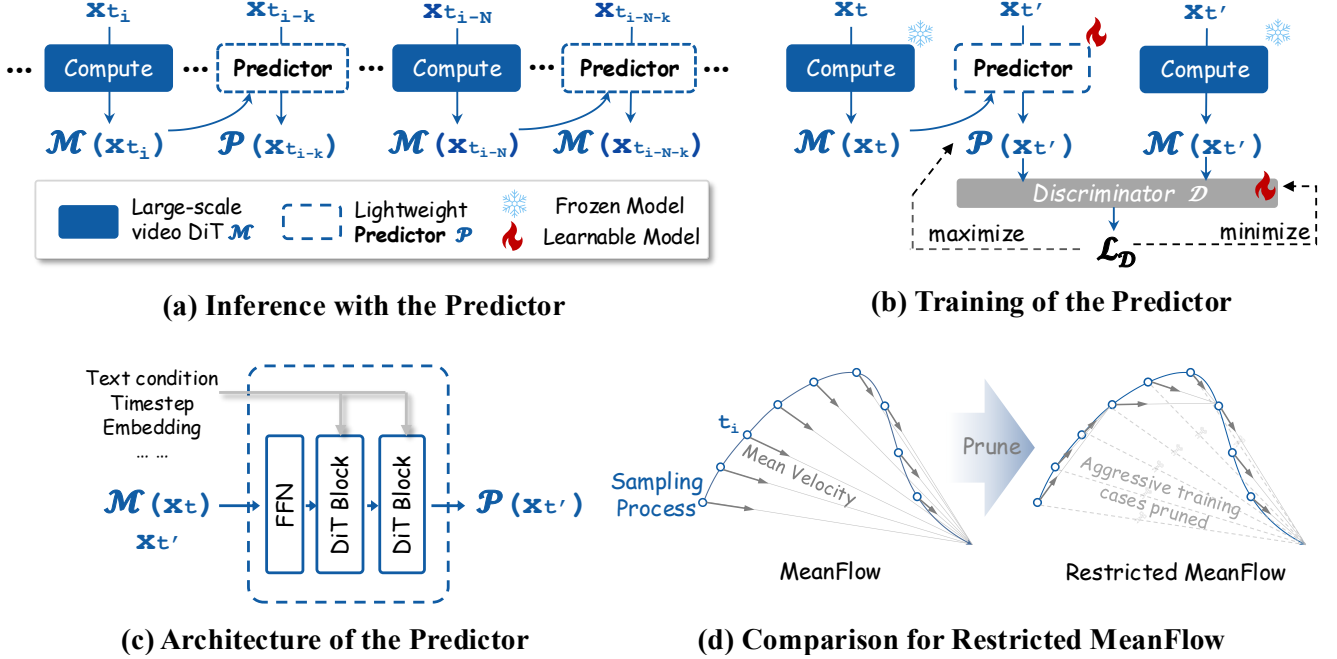 x_{t_i} x_{t_{i-k}} x_{t_{i-N}} x_{t_{i-N-k}}
... Compute ... Predictor ... Compute ... Predictor ...
ℳ(x_{t_i}) 𝒫(x_{t_{i-k}}) ℳ(x_{t_{i-N}}) ℳ(x_{t_{i-N-k}})
Large-scale
video DiT ℳ
Lightweight
Predictor 𝒫
Frozen Model
Learnable Model
(a) Inference with the Predictor
x_t x_{t'} x_{t'}
Compute Predictor Compute
ℳ(x_t) 𝒫(x_{t'}) ℳ(x_{t'})
Discriminator 𝒟
maximize minimize
ℒ_𝒟
(b) Training of the Predictor
Text condition
Timestep
Embedding
... ...
ℳ(x_t)
x_{t'}
FFN
DiT Block
DiT Block
𝒫(x_{t'})
(c) Architecture of the Predictor
t_i
Mean Velocity
Sampling
Process
MeanFlow
Prune
Aggressive training
cases pruned
Restricted MeanFlow
(d) Comparison for Restricted MeanFlow